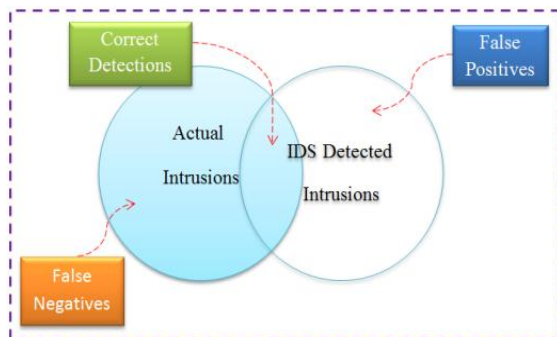 Correct
Detections
False
Positives
Actual
Intrusions
IDS Detected
Intrusions
False
Negatives